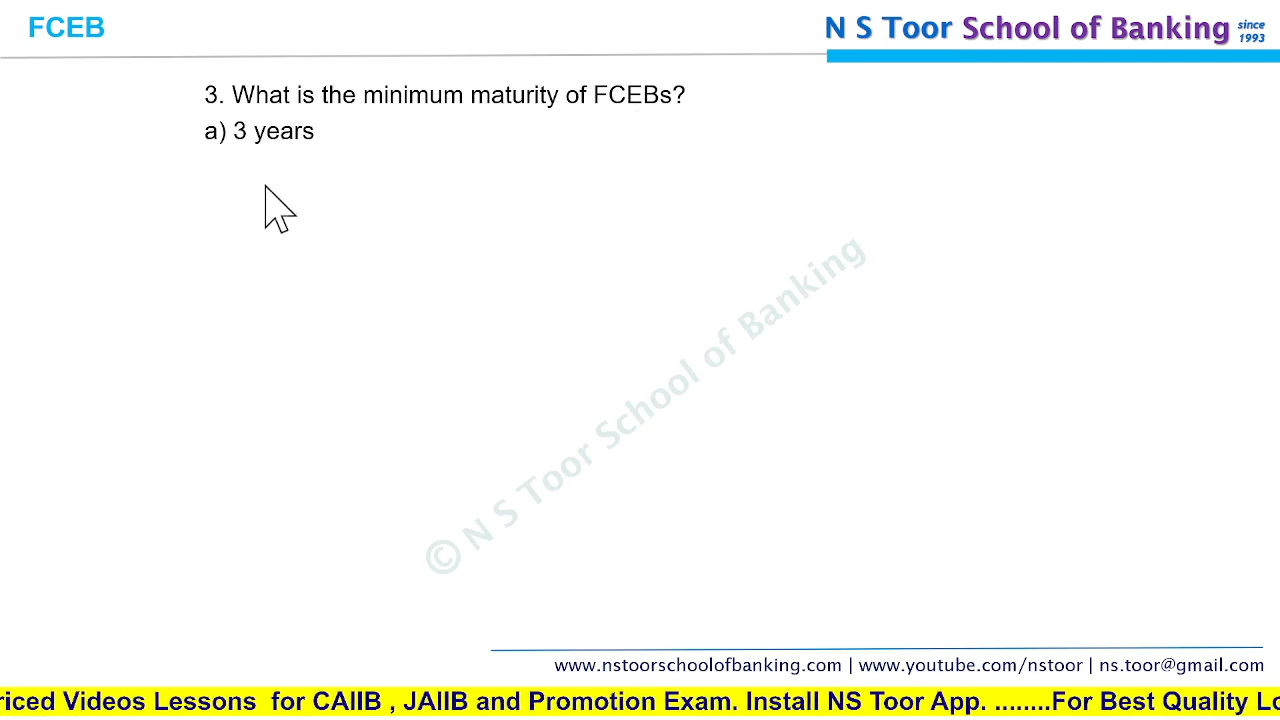 FCEB
N S Toor School of Banking since 1993
3. What is the minimum maturity of FCEBs?
a) 3 years
© N S Toor School of Banking
www.nstoorschoolofbanking.com | www.youtube.com/nstoor | ns.toor@gmail.com
riced Videos Lessons for CAIIB , JAIIB and Promotion Exam. Install NS Toor App. ........For Best Quality Lo